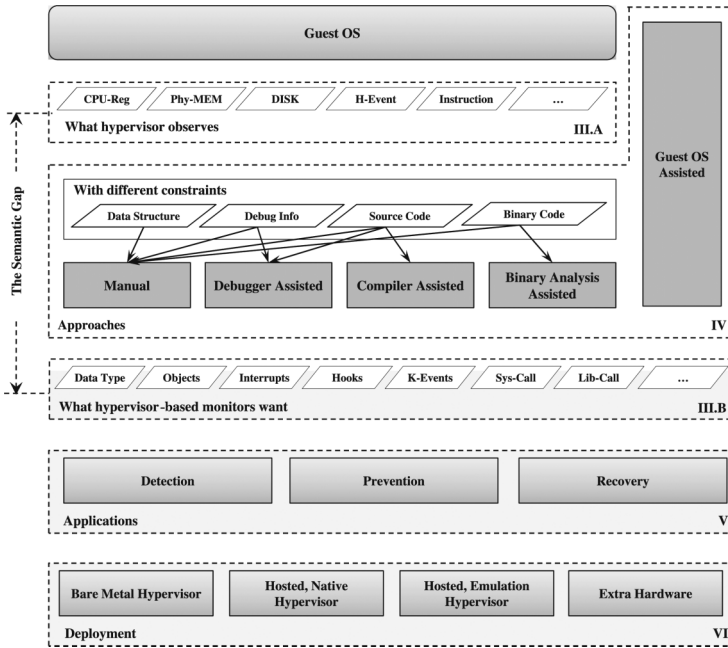 Guest OS
CPU-Reg
Phy-MEM
DISK
H-Event
Instruction
...
What hypervisor observes
III.A
The Semantic Gap
With different constraints
Data Structure
Debug Info
Source Code
Binary Code
Manual
Debugger Assisted
Compiler Assisted
Binary Analysis
Assisted
Guest OS
Assisted
Approaches
IV
Data Type
Objects
Interrupts
Hooks
K-Events
Sys-Call
Lib-Call
...
What hypervisor-based monitors want
III.B
Detection
Prevention
Recovery
Applications
V
Bare Metal Hypervisor
Hosted, Native
Hypervisor
Hosted, Emulation
Hypervisor
Extra Hardware
Deployment
VI